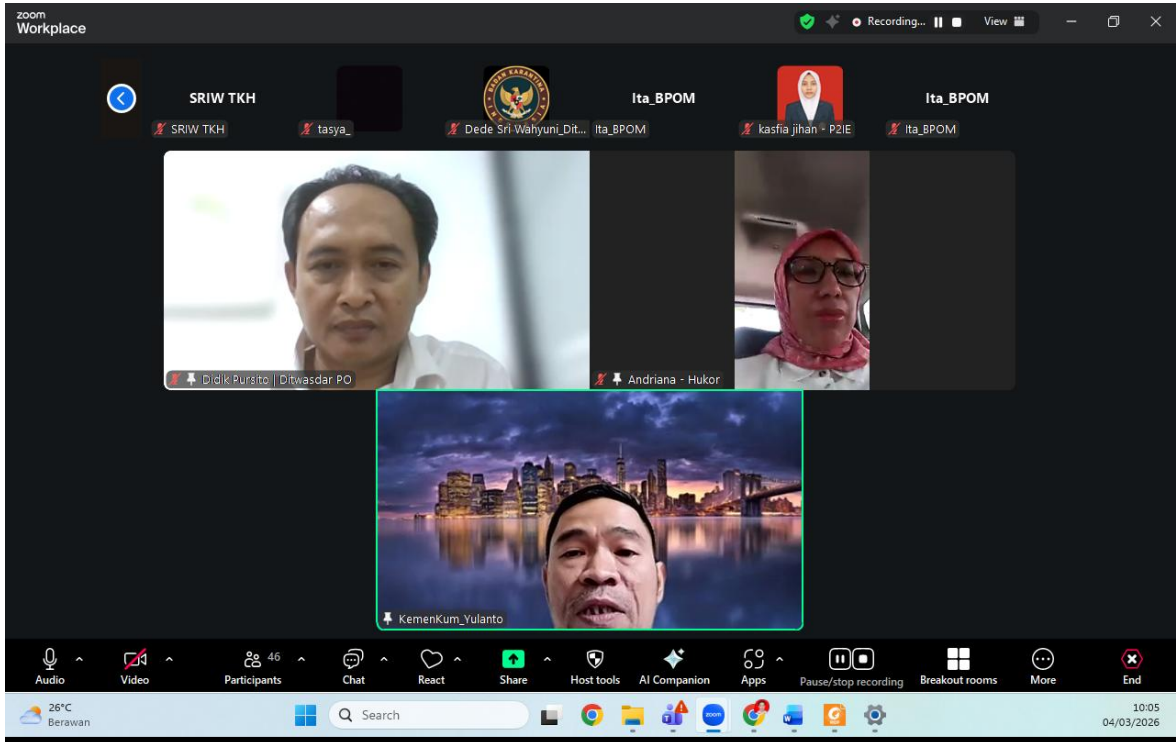 zoom
Workplace
Recording...
View
SRIW TKH
SRIW TKH
tasya_
BADAN KARANTINA
Dede Sri Wahyuni_Dit...
Ita_BPOM
Ita_BPOM
kasfia jihan - P2IE
Ita_BPOM
Ita_BPOM
Didik Pursito | Ditwasdar PO
Andriana - Hukor
KemenKum_Yulanto
Audio
Video
46
Participants
Chat
React
Share
Host tools
AI Companion
Apps
Pause/stop recording
Breakout rooms
More
End
26°C
Berawan
Search
10:05
04/03/2026